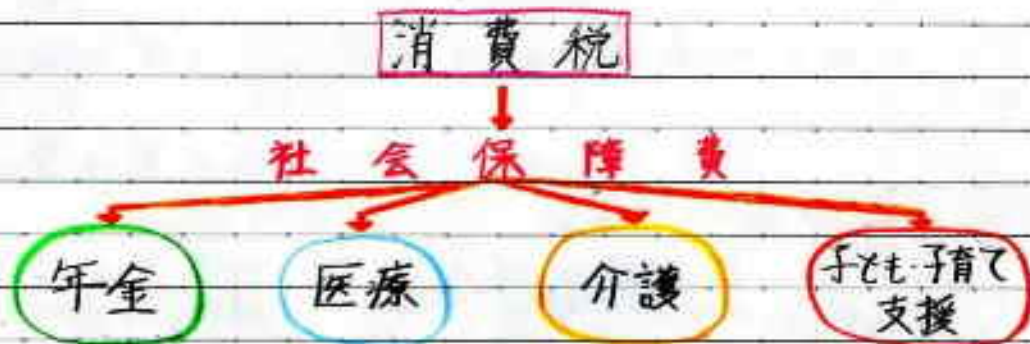 消費税
社会保障費
年金
医療
介護
子ども・子育て
支援